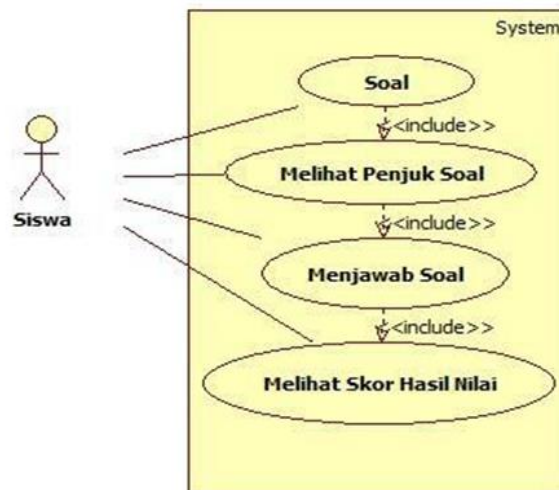 System
Soal
<include>>
Melihat Penjuk Soal
Siswa
<include>>
Menjawab Soal
<include>>
Melihat Skor Hasil Nilai